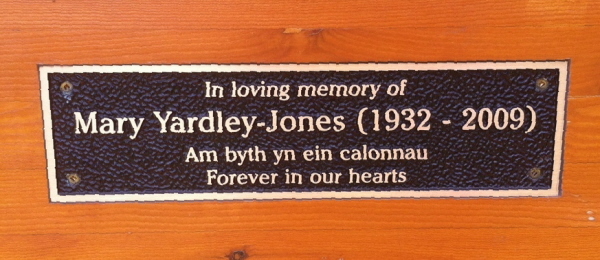 In loving memory of
Mary Yardley-Jones (1932 - 2009)
Am byth yn ein calonnau
Forever in our hearts